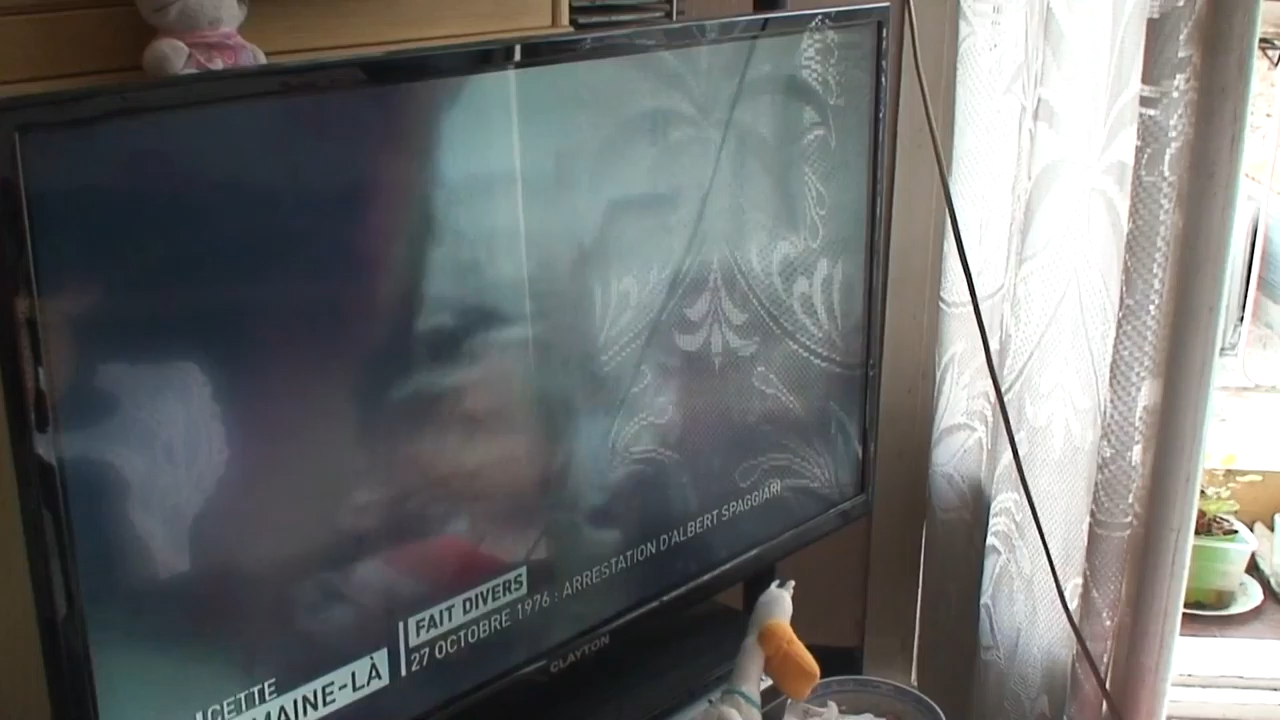 FAIT DIVERS
27 OCTOBRE 1976 : ARRESTATION D'ALBERT SPAGGIARI
CETTE
MAINE-LÀ
CLAYTON